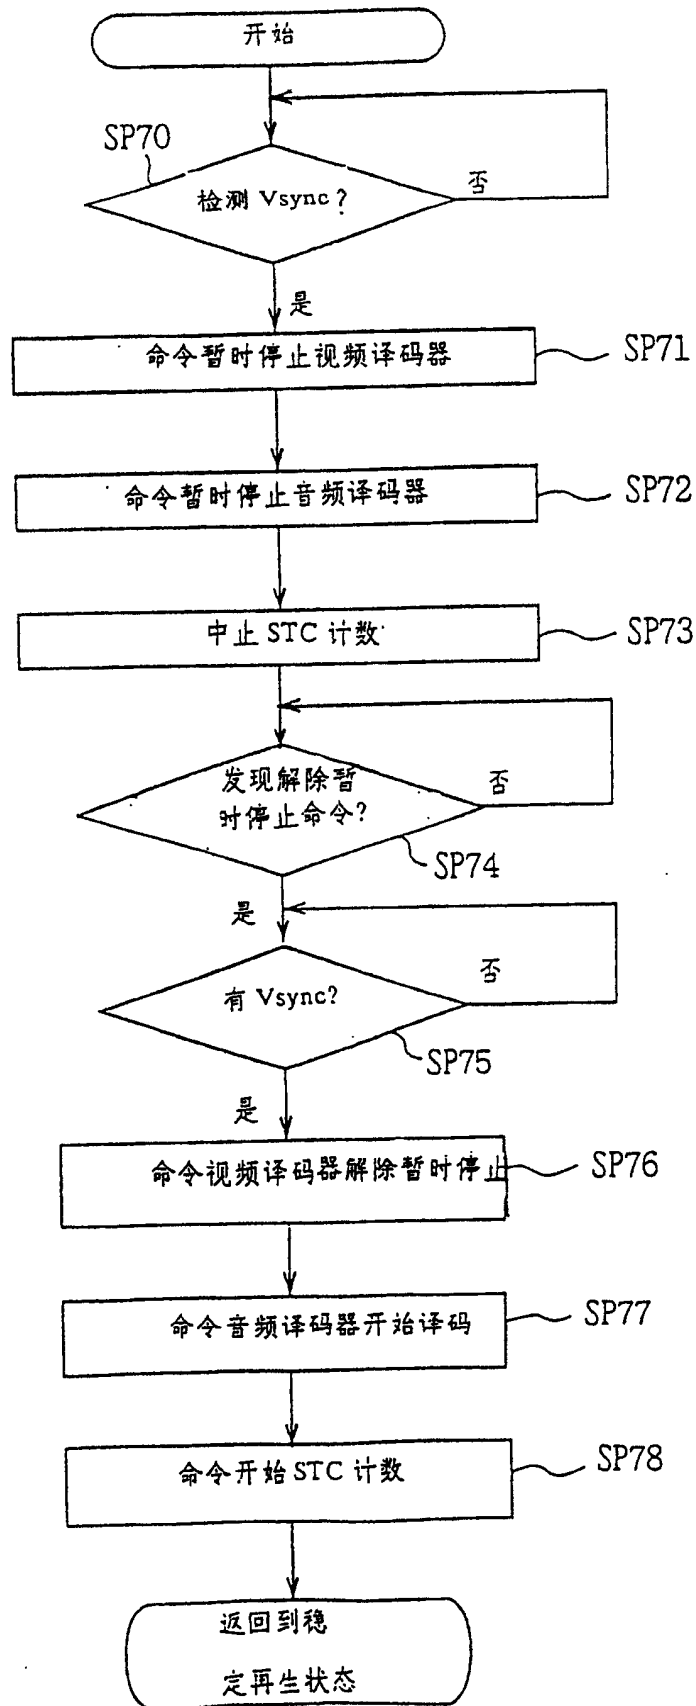 开始
SP70
检测 Vsync?
否
是
命令暂时停止视频译码器
SP71
命令暂时停止音频译码器
SP72
中止 STC 计数
SP73
发现解除暂
时停止命令?
否
SP74
是
有 Vsync?
否
SP75
是
命令视频译码器解除暂时停止
SP76
命令音频译码器开始译码
SP77
命令开始 STC 计数
SP78
返回到稳
定再生状态